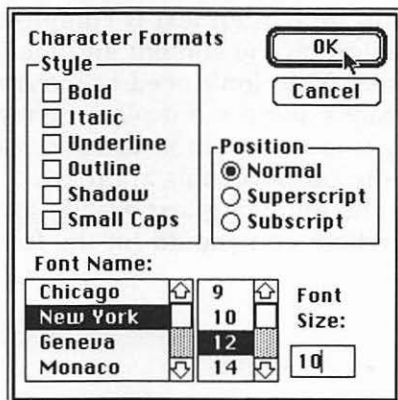 Character Formats
OK
Style
Cancel
Bold
Italic
Underline
Outline
Shadow
Small Caps
Position
Normal
Superscript
Subscript
Font Name:
Chicago
New York
Geneva
Monaco
9
10
12
14
Font
Size:
10